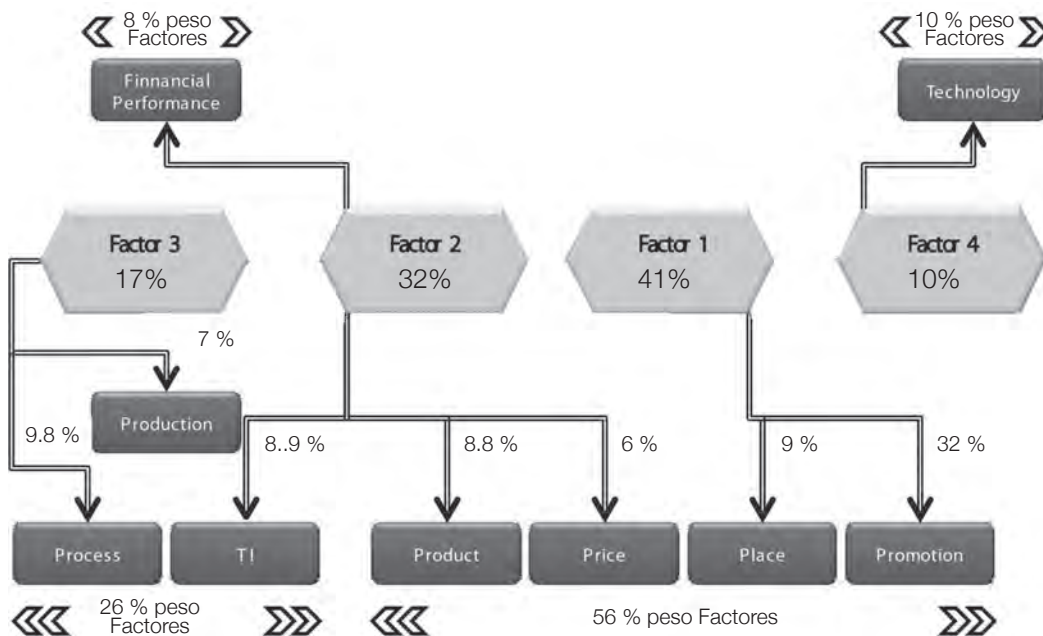 8 % peso
Factores
10 % peso
Factores
Finnancial
Performance
Technology
Factor 3
17%
Factor 2
32%
Factor 1
41%
Factor 4
10%
7 %
Production
9.8 %
8..9 %
8.8 %
6 %
9 %
32 %
Process
T!
Product
Price
Place
Promotion
26 % peso
Factores
56 % peso Factores